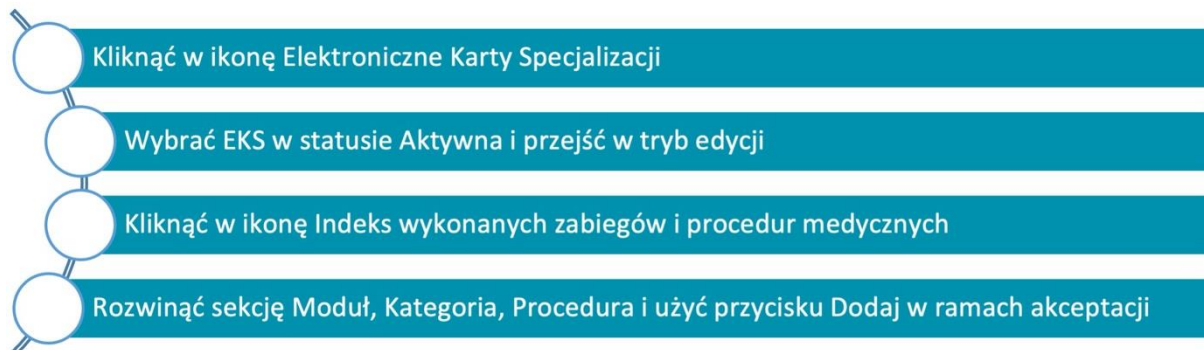 Kliknąć w ikonę Elektroniczne Karty Specjalizacji
Wybrać EKS w statusie Aktywna i przejść w tryb edycji
Kliknąć w ikonę Indeks wykonanych zabiegów i procedur medycznych
Rozwinąć sekcję Moduł, Kategoria, Procedura i użyć przycisku Dodaj w ramach akceptacji